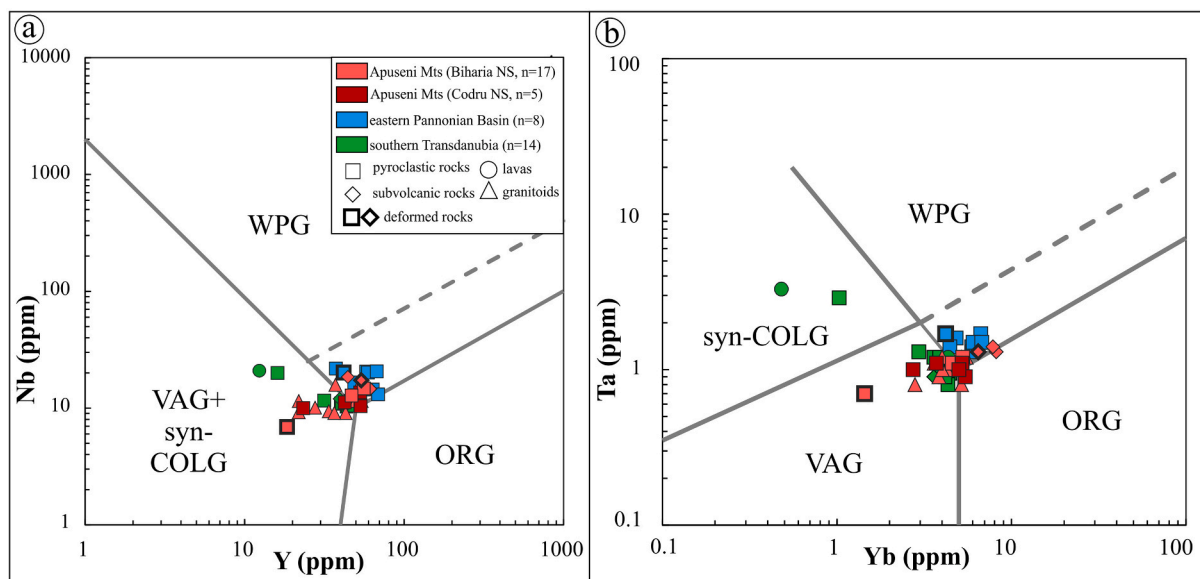 a
10000
1000
100
10
1
Nb (ppm)
1
10
100
1000
Y (ppm)
WPG
VAG+
syn-
COLG
ORG
Apuseni Mts (Biharia NS, n=17)
Apuseni Mts (Codru NS, n=5)
eastern Pannonian Basin (n=8)
southern Transdanubia (n=14)
pyroclastic rocks
lavas
subvolcanic rocks
granitoids
deformed rocks
b
100
10
1
0.1
Ta (ppm)
0.1
1
10
100
Yb (ppm)
WPG
syn-COLG
VAG
ORG